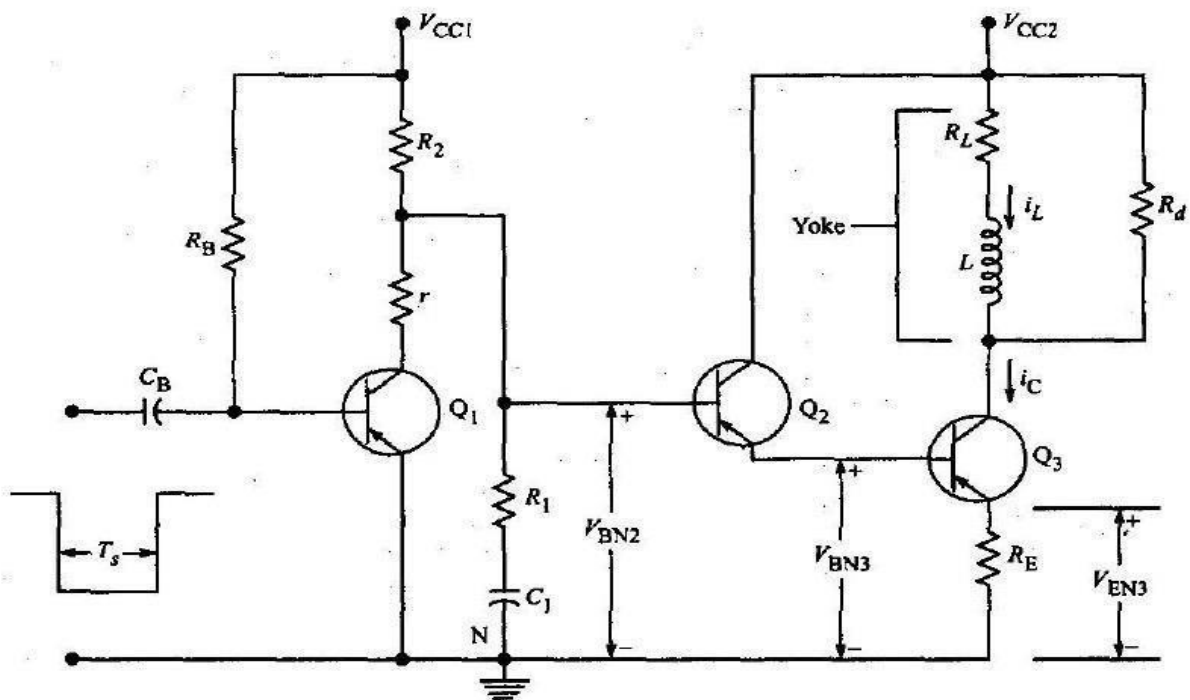 V_CC1
V_CC2
R_2
R_L
i_L
R_B
R_d
Yoke
L
r
C_B
i_C
Q_1
Q_2
Q_3
+
+
+
R_1
T_s
V_BN2
V_BN3
R_E
V_EN3
C_1
N
−
−
−